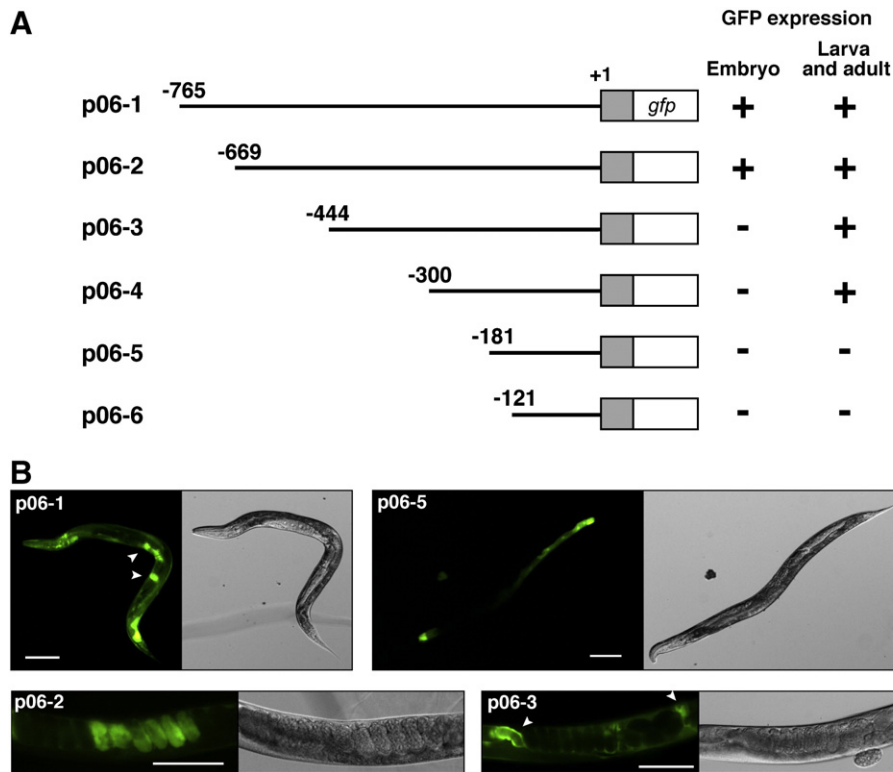 A
GFP expression
Embryo
Larva and adult
p06-1
-765
+1
gfp
+
+
p06-2
-669
+
+
p06-3
-444
-
+
p06-4
-300
-
+
p06-5
-181
-
-
p06-6
-121
-
-
B
p06-1
p06-5
p06-2
p06-3